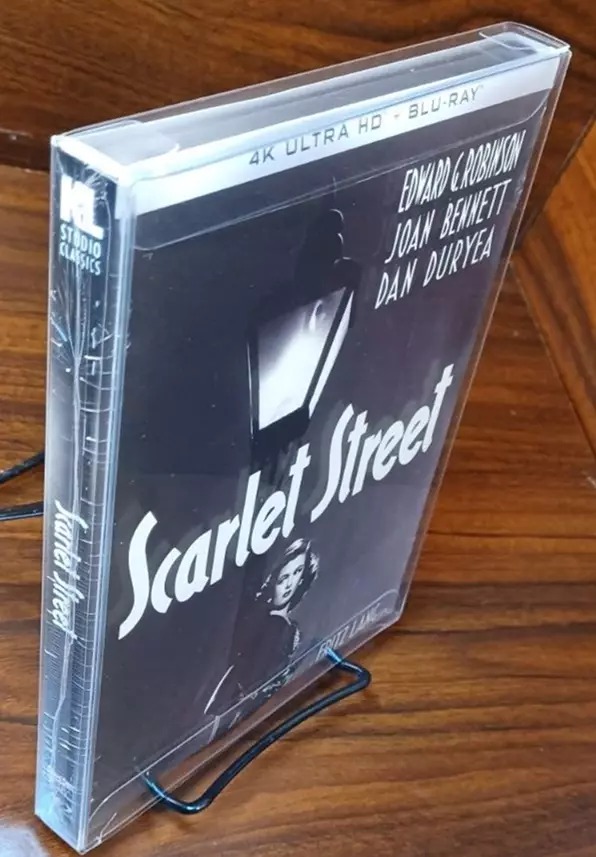 KL
STUDIO
CLASSICS
Scarlet Street
4K ULTRA HD - BLU-RAY
EDWARD G. ROBINSON
JOAN BENNETT
DAN DURYEA
Scarlet Street
FRITZ LANG